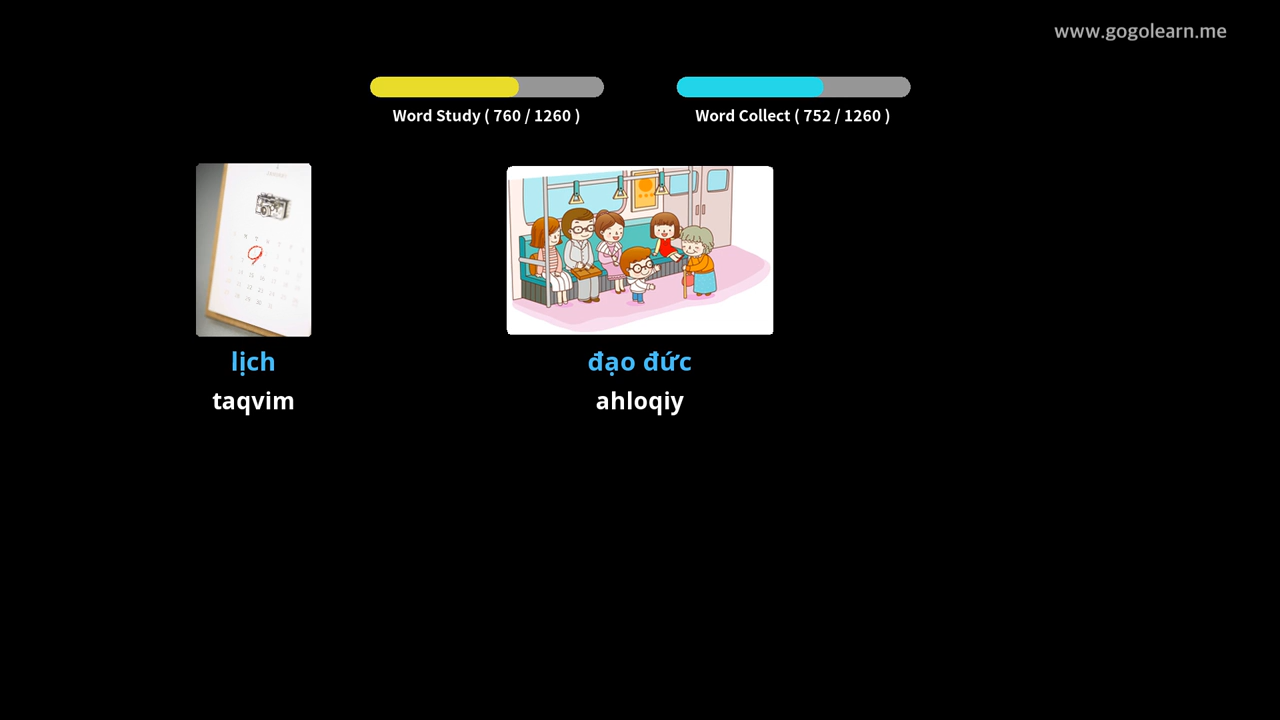 www.gogolearn.me
Word Study ( 760 / 1260 )
Word Collect ( 752 / 1260 )
lịch
đạo đức
taqvim
ahloqiy